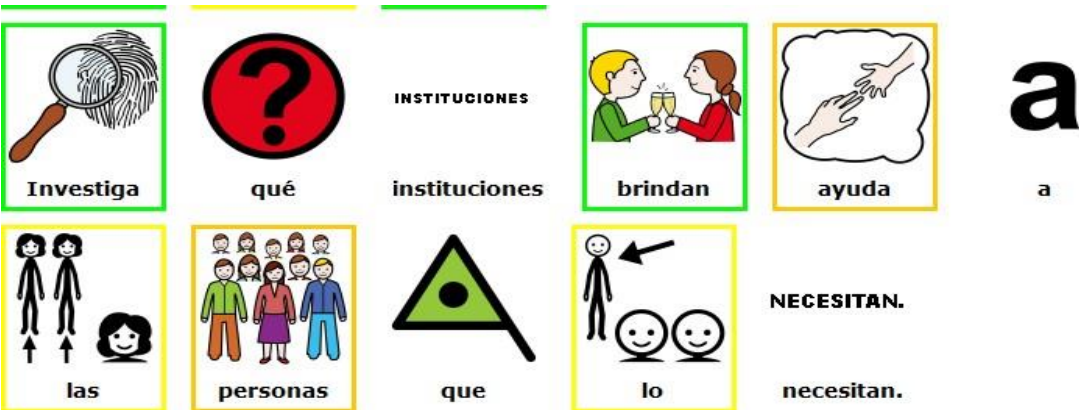 INSTITUCIONES
a
Investiga qué instituciones brindan ayuda a
NECESITAN.
las personas que lo necesitan.